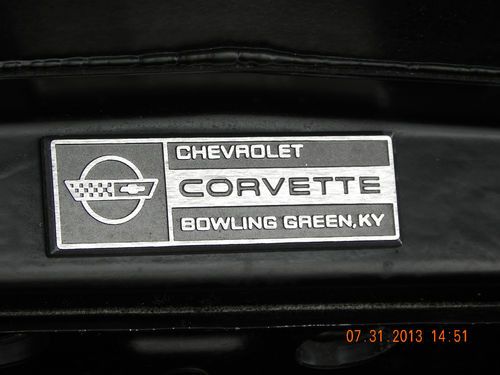 CHEVROLET
CORVETTE
BOWLING GREEN, KY
07.31.2013 14:51